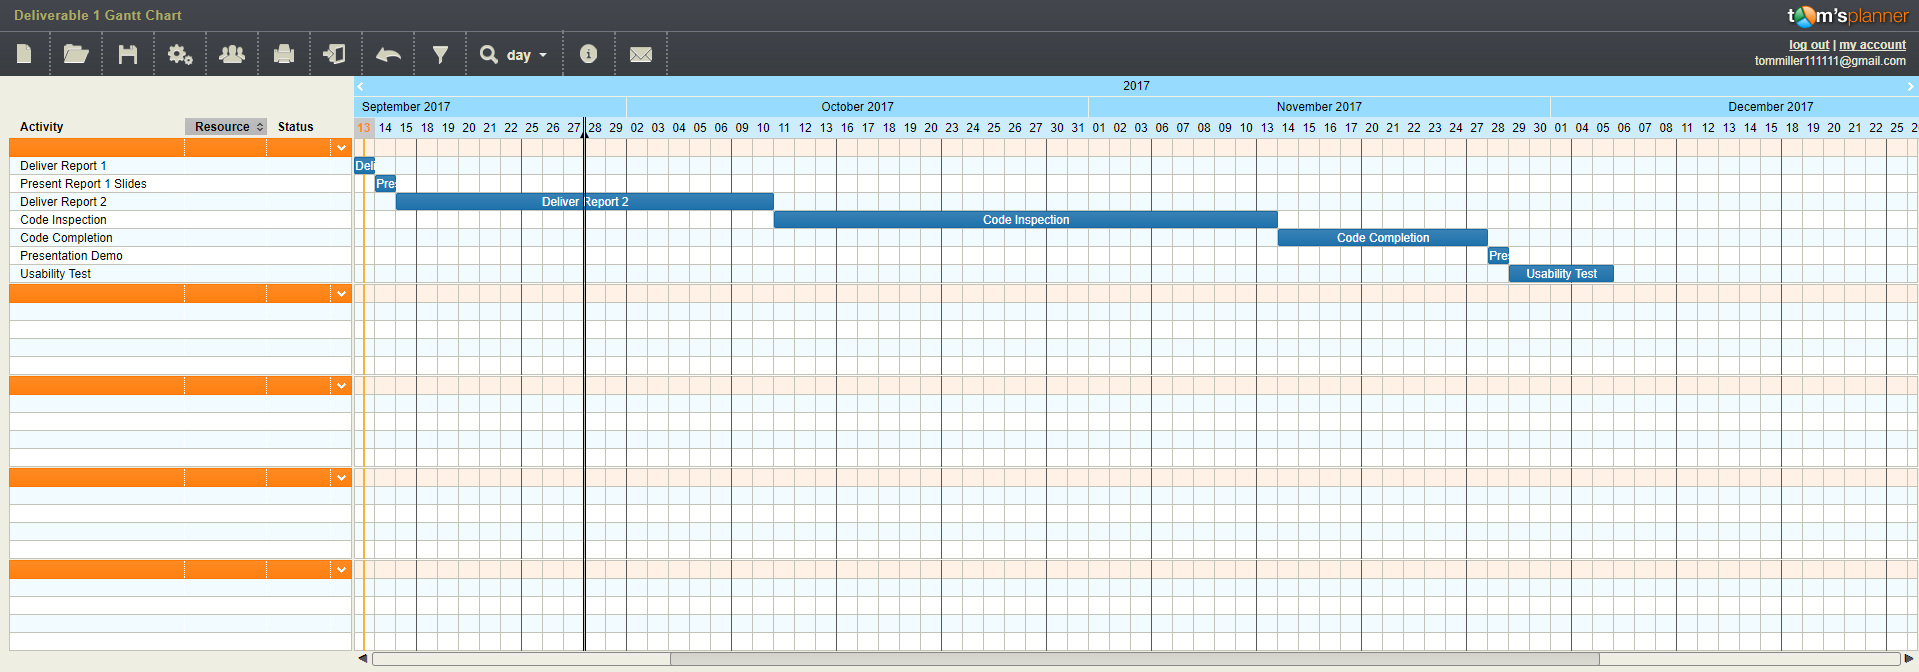 Deliverable 1 Gantt Chart
tom'splanner
log out | my account
tommiller111111@gmail.com
day
2017
September 2017 October 2017 November 2017 December 2017
Activity Resource Status 13 14 15 18 19 20 21 22 25 26 27 28 29 02 03 04 05 06 09 10 11 12 13 16 17 18 19 20 23 24 25 26 27 30 31 01 02 03 06 07 08 09 10 13 14 15 16 17 20 21 22 23 24 27 28 29 30 01 04 05 06 07 08 11 12 13 14 15 18 19 20 21 22 25 2
Deliver Report 1 Deli
Present Report 1 Slides Pres
Deliver Report 2 Deliver Report 2
Code Inspection Code Inspection
Code Completion Code Completion
Presentation Demo Pres
Usability Test Usability Test